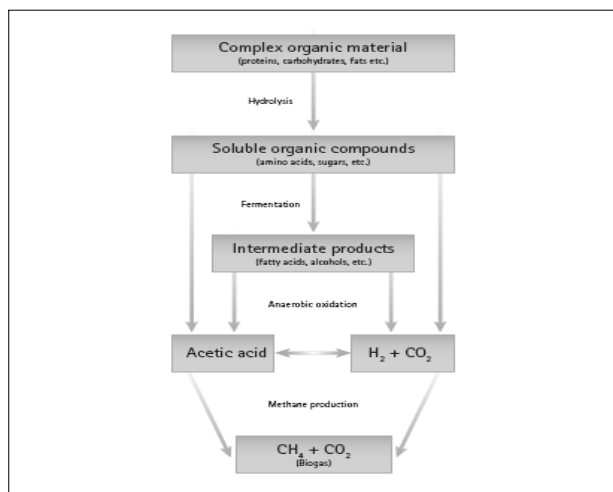 Complex organic material
(proteins, carbohydrates, fats etc.)
Hydrolysis
Soluble organic compounds
(amino acids, sugars, etc.)
Fermentation
Intermediate products
(fatty acids, alcohols, etc.)
Anaerobic oxidation
Acetic acid
H₂ + CO₂
Methane production
CH₄ + CO₂
(Biogas)